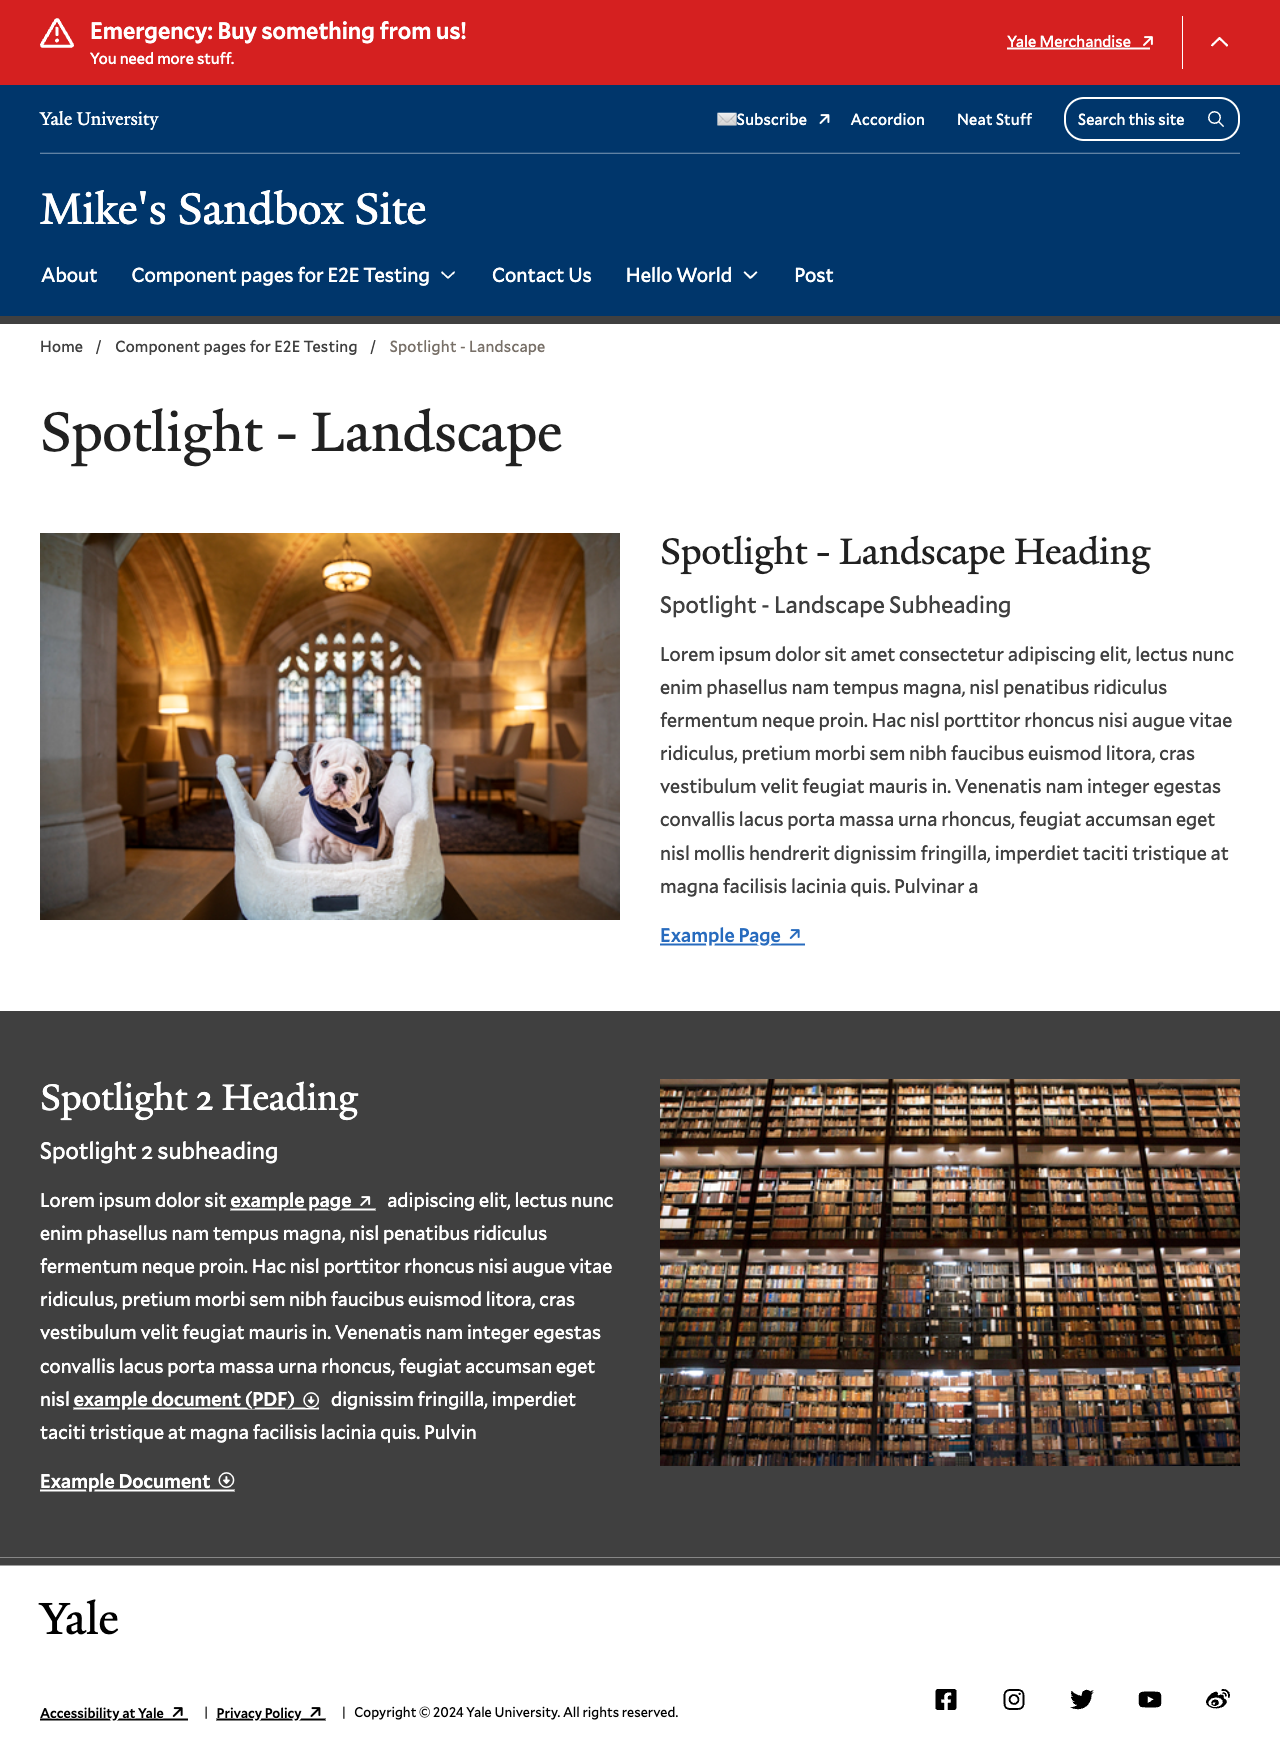 Emergency: Buy something from us!
You need more stuff.
Yale Merchandise
Yale University
Subscribe
Accordion
Neat Stuff
Search this site
Mike's Sandbox Site
About
Component pages for E2E Testing
Contact Us
Hello World
Post
Home / Component pages for E2E Testing / Spotlight - Landscape
Spotlight - Landscape
Spotlight - Landscape Heading
Spotlight - Landscape Subheading
Lorem ipsum dolor sit amet consectetur adipiscing elit, lectus nunc
enim phasellus nam tempus magna, nisl penatibus ridiculus
fermentum neque proin. Hac nisl porttitor rhoncus nisi augue vitae
ridiculus, pretium morbi sem nibh faucibus euismod litora, cras
vestibulum velit feugiat mauris in. Venenatis nam integer egestas
convallis lacus porta massa urna rhoncus, feugiat accumsan eget
nisl mollis hendrerit dignissim fringilla, imperdiet taciti tristique at
magna facilisis lacinia quis. Pulvinar a
Example Page
Y
Spotlight 2 Heading
Spotlight 2 subheading
Lorem ipsum dolor sit example page adipiscing elit, lectus nunc
enim phasellus nam tempus magna, nisl penatibus ridiculus
fermentum neque proin. Hac nisl porttitor rhoncus nisi augue vitae
ridiculus, pretium morbi sem nibh faucibus euismod litora, cras
vestibulum velit feugiat mauris in. Venenatis nam integer egestas
convallis lacus porta massa urna rhoncus, feugiat accumsan eget
nisl example document (PDF) dignissim fringilla, imperdiet
taciti tristique at magna facilisis lacinia quis. Pulvin
Example Document
Yale
Accessibility at Yale | Privacy Policy | Copyright © 2024 Yale University. All rights reserved.